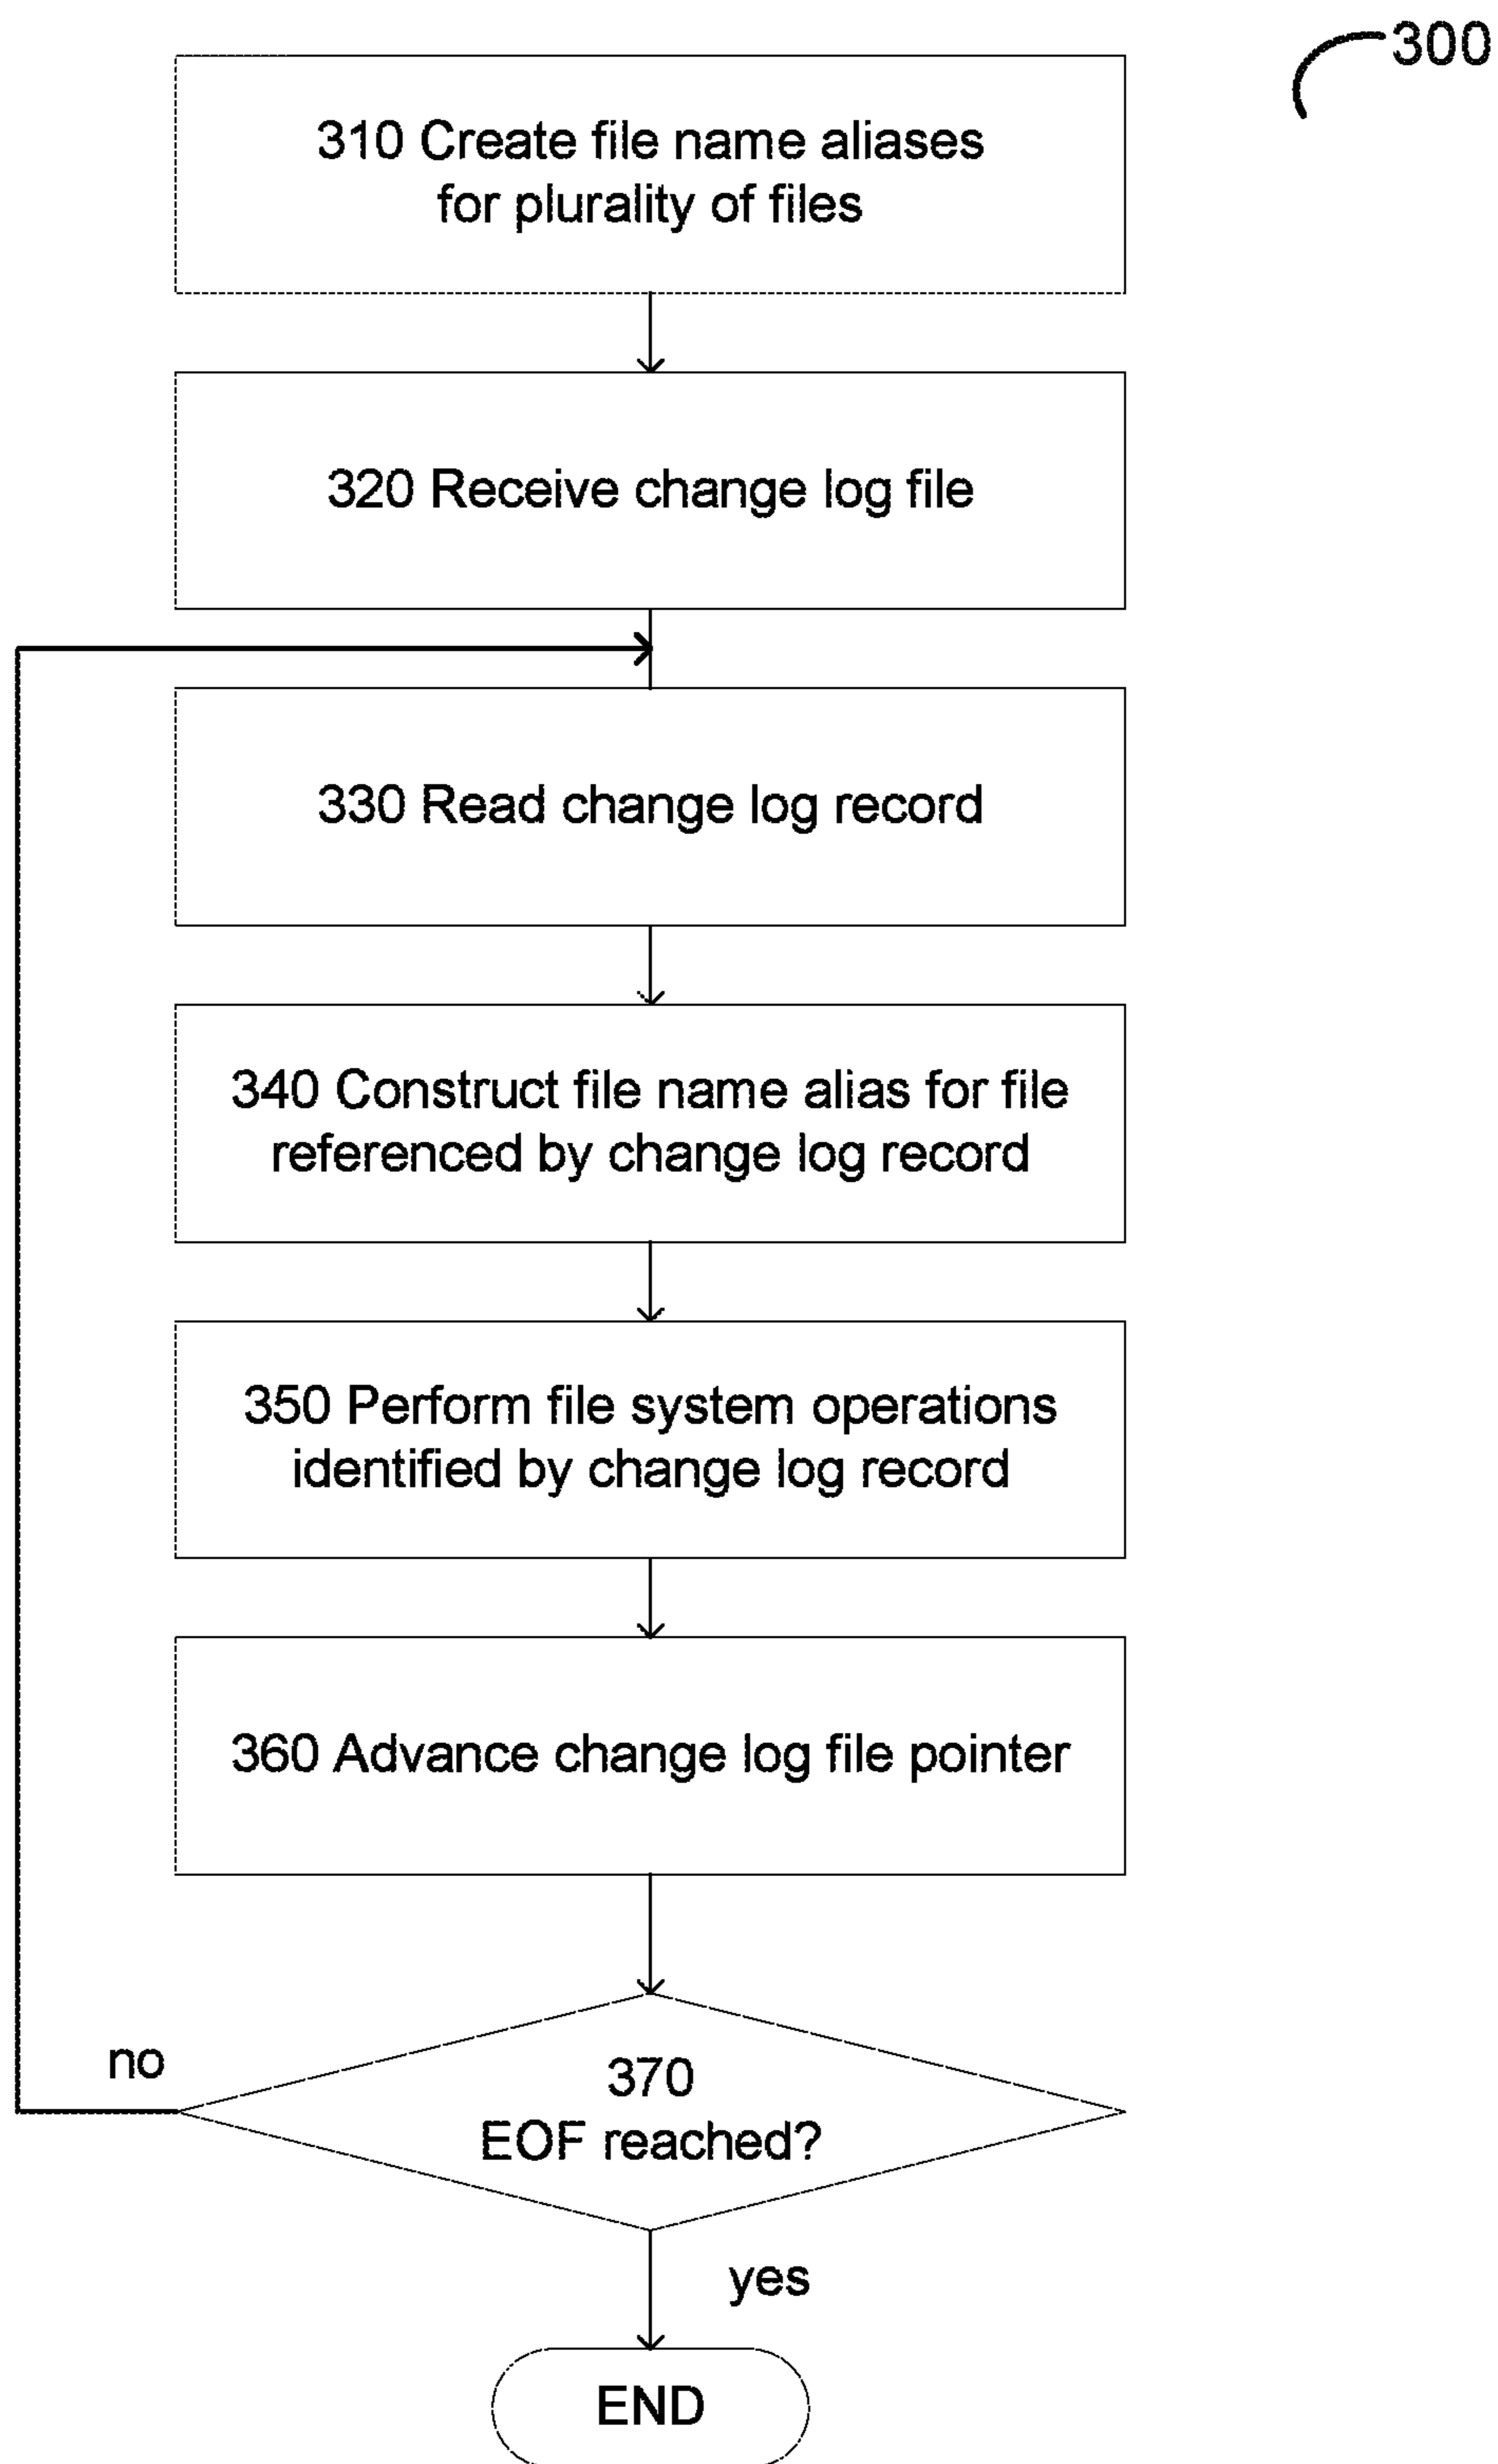 300
310 Create file name aliases
for plurality of files
320 Receive change log file
330 Read change log record
340 Construct file name alias for file
referenced by change log record
350 Perform file system operations
identified by change log record
360 Advance change log file pointer
no
370
EOF reached?
yes
END